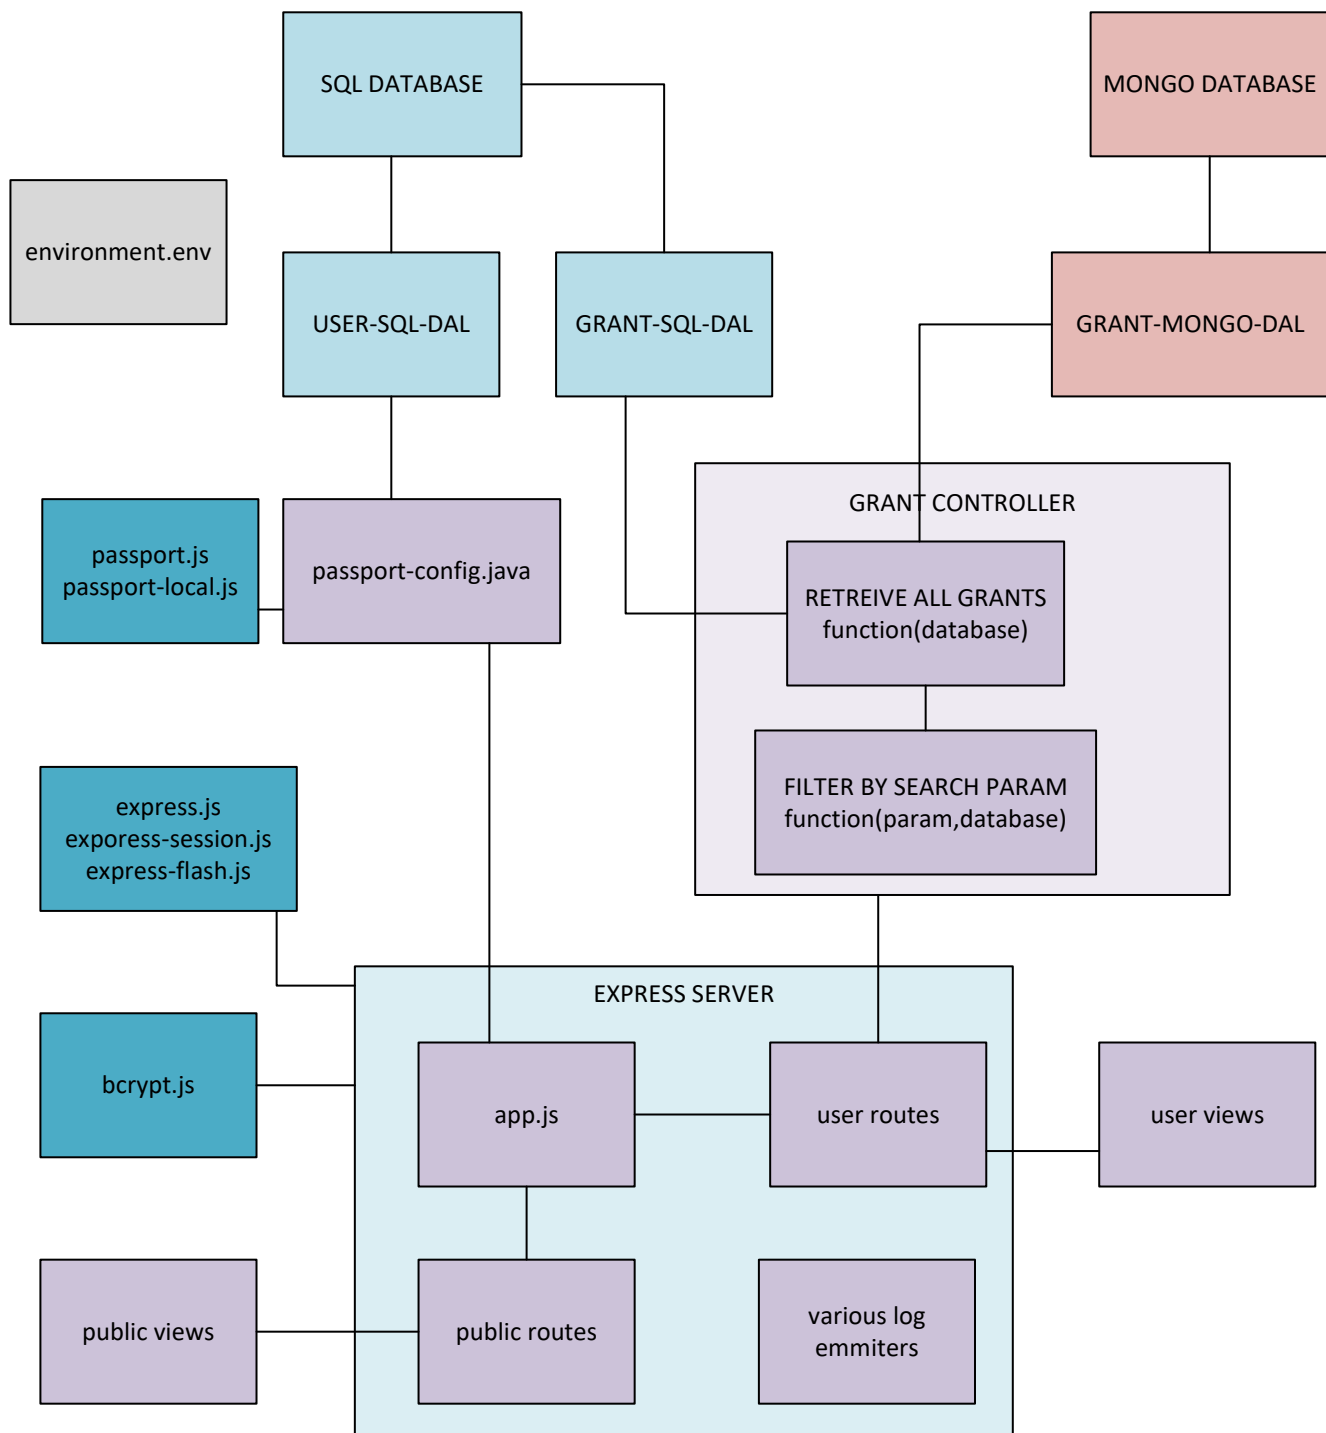 SQL DATABASE
MONGO DATABASE
environment.env
USER-SQL-DAL
GRANT-SQL-DAL
GRANT-MONGO-DAL
GRANT CONTROLLER
passport.js
passport-local.js
passport-config.java
RETREIVE ALL GRANTS
function(database)
FILTER BY SEARCH PARAM
function(param,database)
express.js
exporess-session.js
express-flash.js
EXPRESS SERVER
bcrypt.js
app.js
user routes
user views
public views
public routes
various log
emmiters